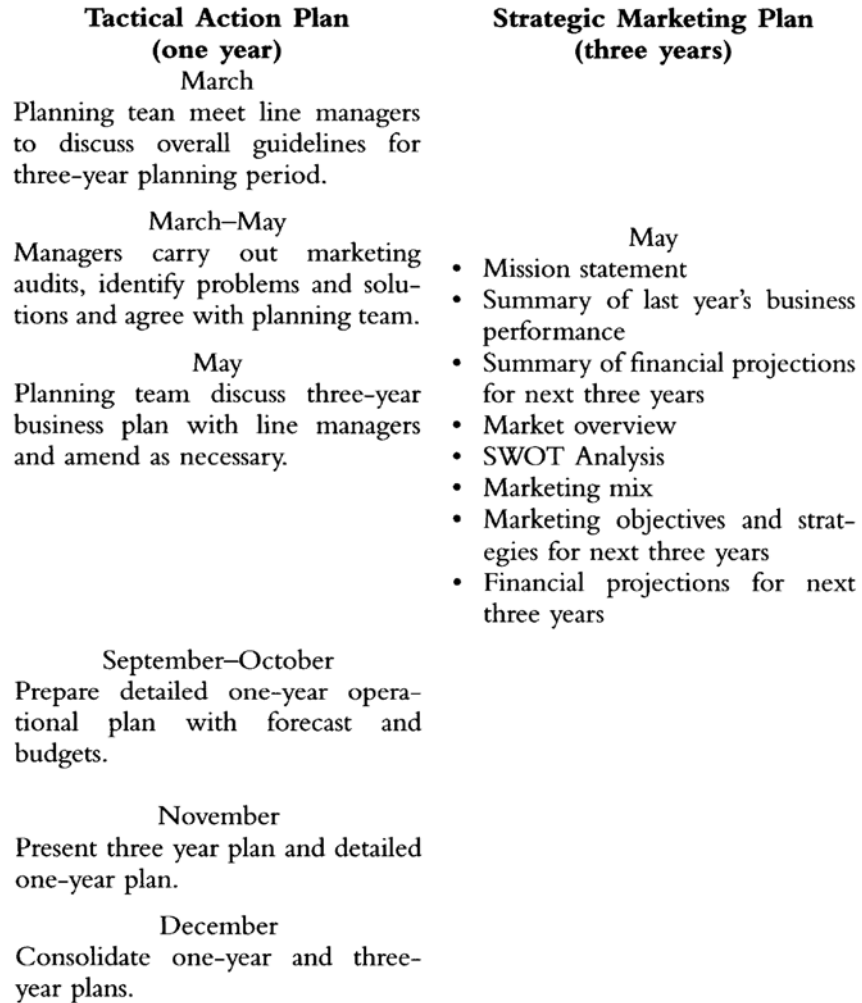 Tactical Action Plan
(one year)
March
Planning tean meet line managers
to discuss overall guidelines for
three-year planning period.
March–May
Managers carry out marketing
audits, identify problems and solu-
tions and agree with planning team.
May
Planning team discuss three-year
business plan with line managers
and amend as necessary.
September–October
Prepare detailed one-year opera-
tional plan with forecast and
budgets.
November
Present three year plan and detailed
one-year plan.
December
Consolidate one-year and three-
year plans.
Strategic Marketing Plan
(three years)
May
• Mission statement
• Summary of last year's business
performance
• Summary of financial projections
for next three years
• Market overview
• SWOT Analysis
• Marketing mix
• Marketing objectives and strat-
egies for next three years
• Financial projections for next
three years